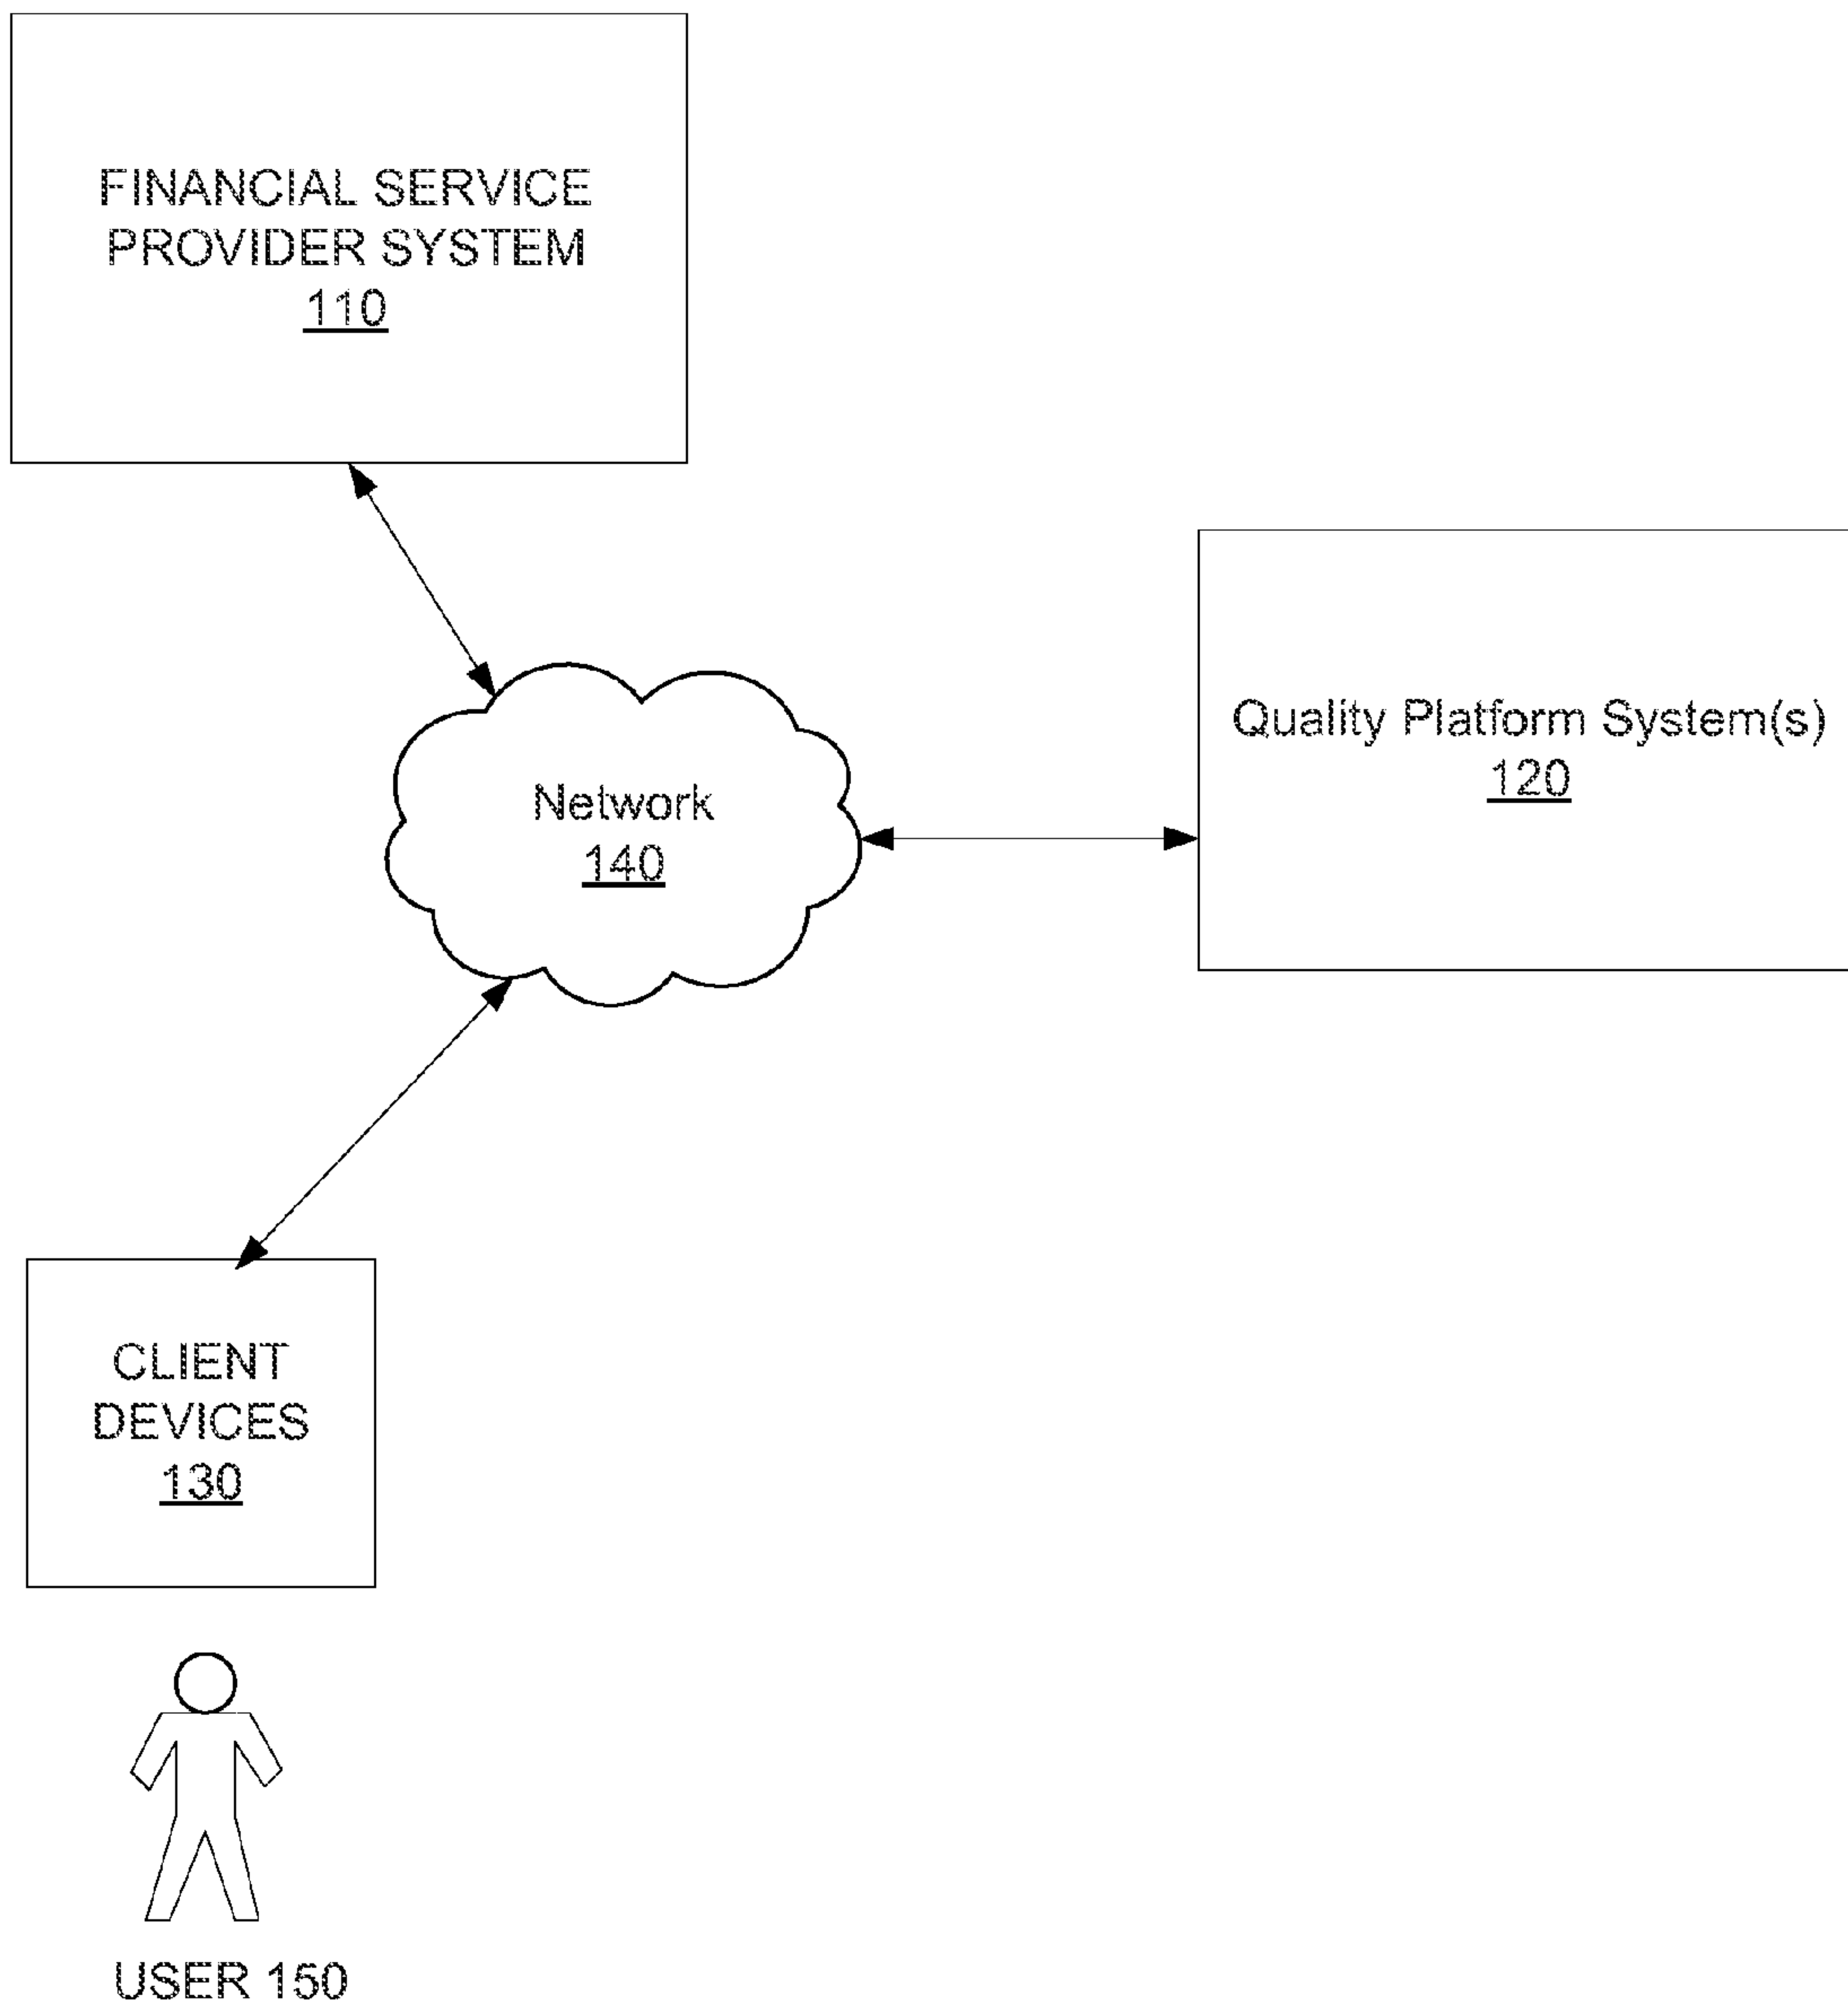 FINANCIAL SERVICE
PROVIDER SYSTEM
110
Quality Platform System(s)
120
Network
140
CLIENT
DEVICES
130
USER 150